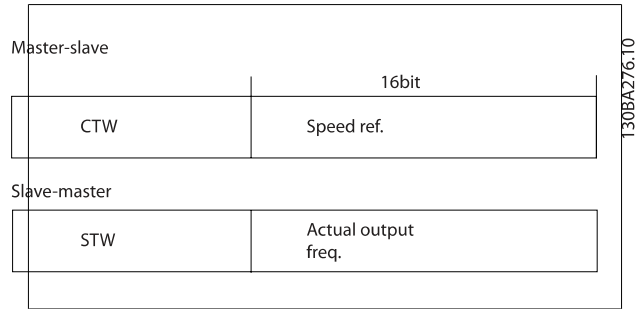 Master-slave
16bit
CTW
Speed ref.
Slave-master
STW
Actual output
freq.
130BA276.10